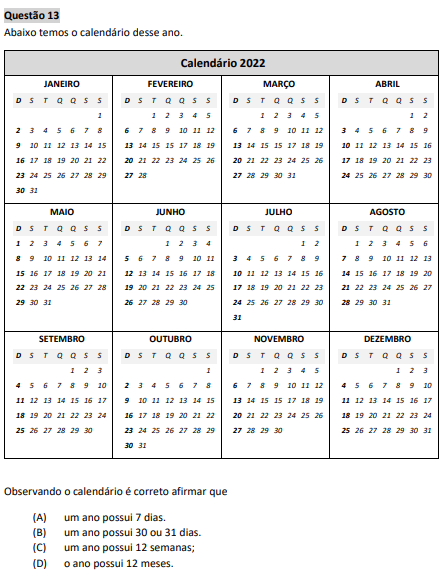 Questão 13
Abaixo temos o calendário desse ano.
Calendário 2022
JANEIRO FEVEREIRO MARÇO ABRIL
D S T Q Q S S D S T Q Q S S D S T Q Q S S D S T Q Q S S
1 1 2 3 4 5 1 2 3 4 5 1 2
2 3 4 5 6 7 8 6 7 8 9 10 11 12 6 7 8 9 10 11 12 3 4 5 6 7 8 9
9 10 11 12 13 14 15 13 14 15 16 17 18 19 13 14 15 16 17 18 19 10 11 12 13 14 15 16
16 17 18 19 20 21 22 20 21 22 23 24 25 26 20 21 22 23 24 25 26 17 18 19 20 21 22 23
23 24 25 26 27 28 29 27 28 27 28 29 30 31 24 25 26 27 28 29 30
30 31
MAIO JUNHO JULHO AGOSTO
D S T Q Q S S D S T Q Q S S D S T Q Q S S D S T Q Q S S
1 2 3 4 5 6 7 1 2 3 4 1 2 1 2 3 4 5 6
8 9 10 11 12 13 14 5 6 7 8 9 10 11 3 4 5 6 7 8 9 7 8 9 10 11 12 13
15 16 17 18 19 20 21 12 13 14 15 16 17 18 10 11 12 13 14 15 16 14 15 16 17 18 19 20
22 23 24 25 26 27 28 19 20 21 22 23 24 25 17 18 19 20 21 22 23 21 22 23 24 25 26 27
29 30 31 26 27 28 29 30 24 25 26 27 28 29 30 28 29 30 31
31
SETEMBRO OUTUBRO NOVEMBRO DEZEMBRO
D S T Q Q S S D S T Q Q S S D S T Q Q S S D S T Q Q S S
1 2 3 1 1 2 3 4 5 1 2 3
4 5 6 7 8 9 10 2 3 4 5 6 7 8 6 7 8 9 10 11 12 4 5 6 7 8 9 10
11 12 13 14 15 16 17 9 10 11 12 13 14 15 13 14 15 16 17 18 19 11 12 13 14 15 16 17
18 19 20 21 22 23 24 16 17 18 19 20 21 22 20 21 22 23 24 25 26 18 19 20 21 22 23 24
25 26 27 28 29 30 23 24 25 26 27 28 29 27 28 29 30 25 26 27 28 29 30 31
30 31
Observando o calendário é correto afirmar que
(A) um ano possui 7 dias.
(B) um ano possui 30 ou 31 dias.
(C) um ano possui 12 semanas;
(D) o ano possui 12 meses.